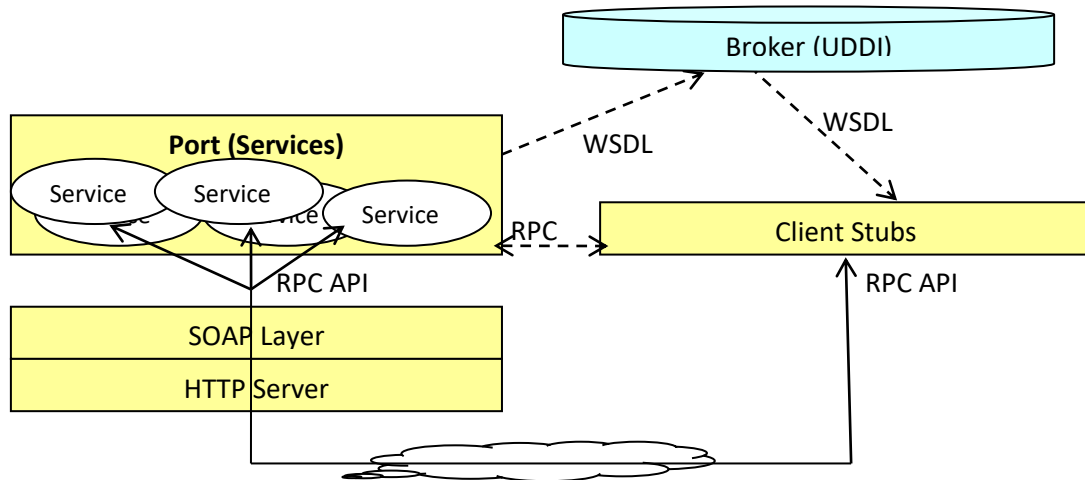 Broker (UDDI)
WSDL
WSDL
Port (Services)
Service
Service
Service
RPC
Client Stubs
RPC API
RPC API
SOAP Layer
HTTP Server